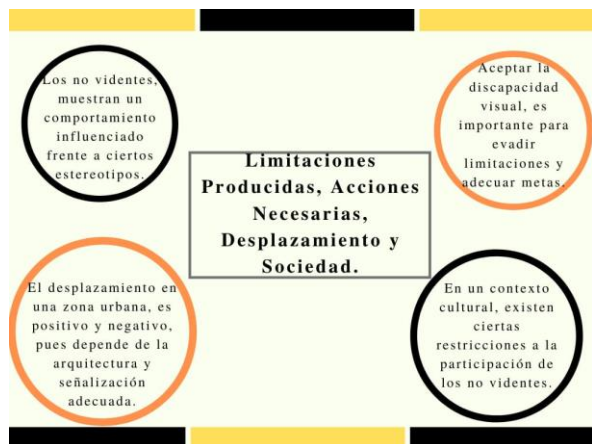 Los no videntes,
muestran un
comportamiento
influenciado
frente a ciertos
estereotipos.
Aceptar la
discapacidad
visual, es
importante para
evadir
limitaciones y
adecuar metas.
Limitaciones
Producidas, Acciones
Necesarias,
Desplazamiento y
Sociedad.
El desplazamiento en
una zona urbana, es
positivo y negativo,
pues depende de la
arquitectura y
señalización
adecuada.
En un contexto
cultural, existen
ciertas
restricciones a la
participación de
los no videntes.